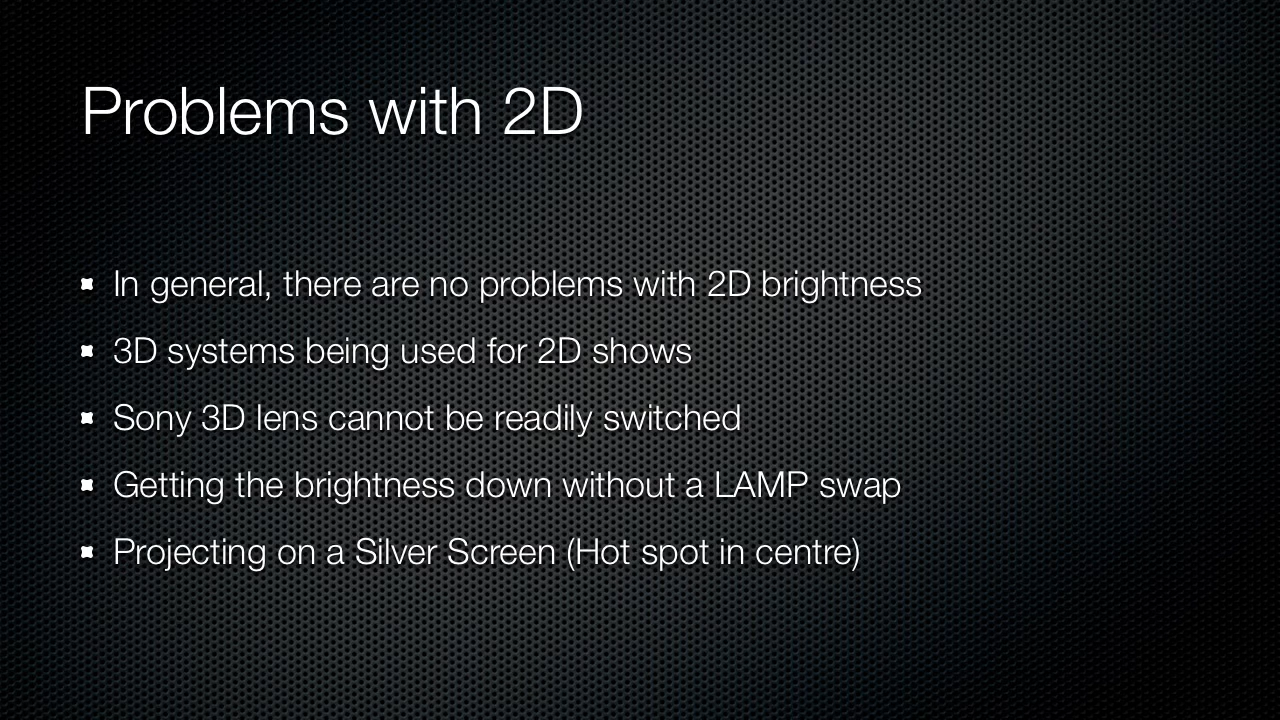 Problems with 2D
In general, there are no problems with 2D brightness
3D systems being used for 2D shows
Sony 3D lens cannot be readily switched
Getting the brightness down without a LAMP swap
Projecting on a Silver Screen (Hot spot in centre)